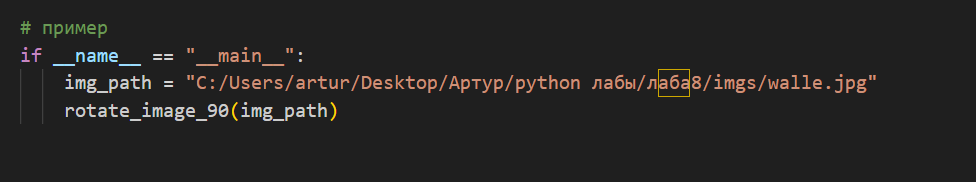 # пример
if __name__ == "__main__":
    img_path = "C:/Users/artur/Desktop/Артур/python лабы/лаба8/imgs/walle.jpg"
    rotate_image_90(img_path)